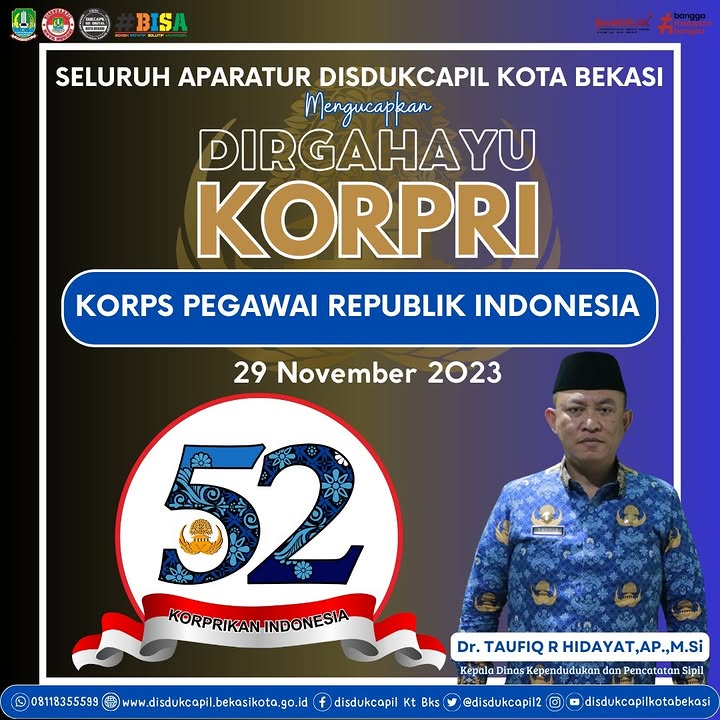 #BISA
bangga
melayani
bangsa
SELURUH APARATUR DISDUKCAPIL KOTA BEKASI
Mengucapkan
DIRGAHAYU
KORPRI
KORPS PEGAWAI REPUBLIK INDONESIA
29 November 2023
52
KORPRIKAN INDONESIA
Dr. TAUFIQ R HIDAYAT,AP.,M.Si
Kepala Dinas Kependudukan dan Pencatatan Sipil
08118355599 www.disdukcapil.bekasikota.go.id disdukcapil Kt Bks @disdukcapil2 disdukcapilkotabekasi